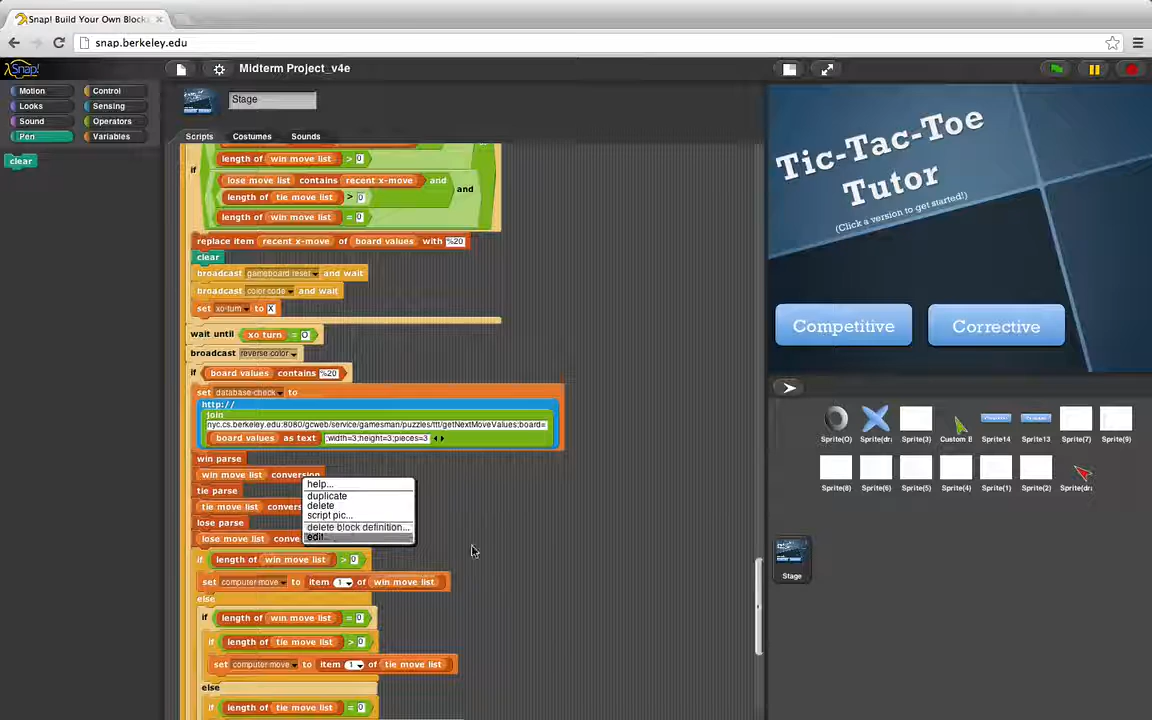 Snap! Build Your Own Block
snap.berkeley.edu
Snap!
Midterm Project_v4e
Motion
Control
Looks
Sensing
Sound
Operators
Pen
Variables
clear
Stage
Scripts
Costumes
Sounds
if
length of win move list > 0
lose move list contains recent x-move and
length of tie move list > 0
and
length of win move list = 0
replace item recent x-move of board values with %20
clear
broadcast gameboard reset and wait
broadcast color code and wait
set xo-turn to X
wait until xo turn = O
broadcast reverse color
if board values contains %20
set database-check to
http://
join
nyc.cs.berkeley.edu:8080/gcweb/service/gamesman/puzzles/ttt/getNextMoveValues;board=
board values as text ;width=3;height=3;pieces=3
win parse
win move list conversion
tie parse
tie move list convers
lose parse
lose move list conve
help...
duplicate
delete
script pic...
delete block definition...
edit...
if length of win move list > 0
set computer move to item 1 of win move list
else
if length of win move list = 0
if length of tie move list > 0
set computer move to item 1 of tie move list
else
if length of tie move list = 0
Tic-Tac-Toe
Tutor
(Click a version to get started!)
Competitive
Corrective
Sprite(O)
Sprite(dr
Sprite(3)
Custom B
Sprite14
Sprite13
Sprite(7)
Sprite(9)
Sprite(8)
Sprite(6)
Sprite(5)
Sprite(4)
Sprite(1)
Sprite(2)
Sprite(dra
Stage